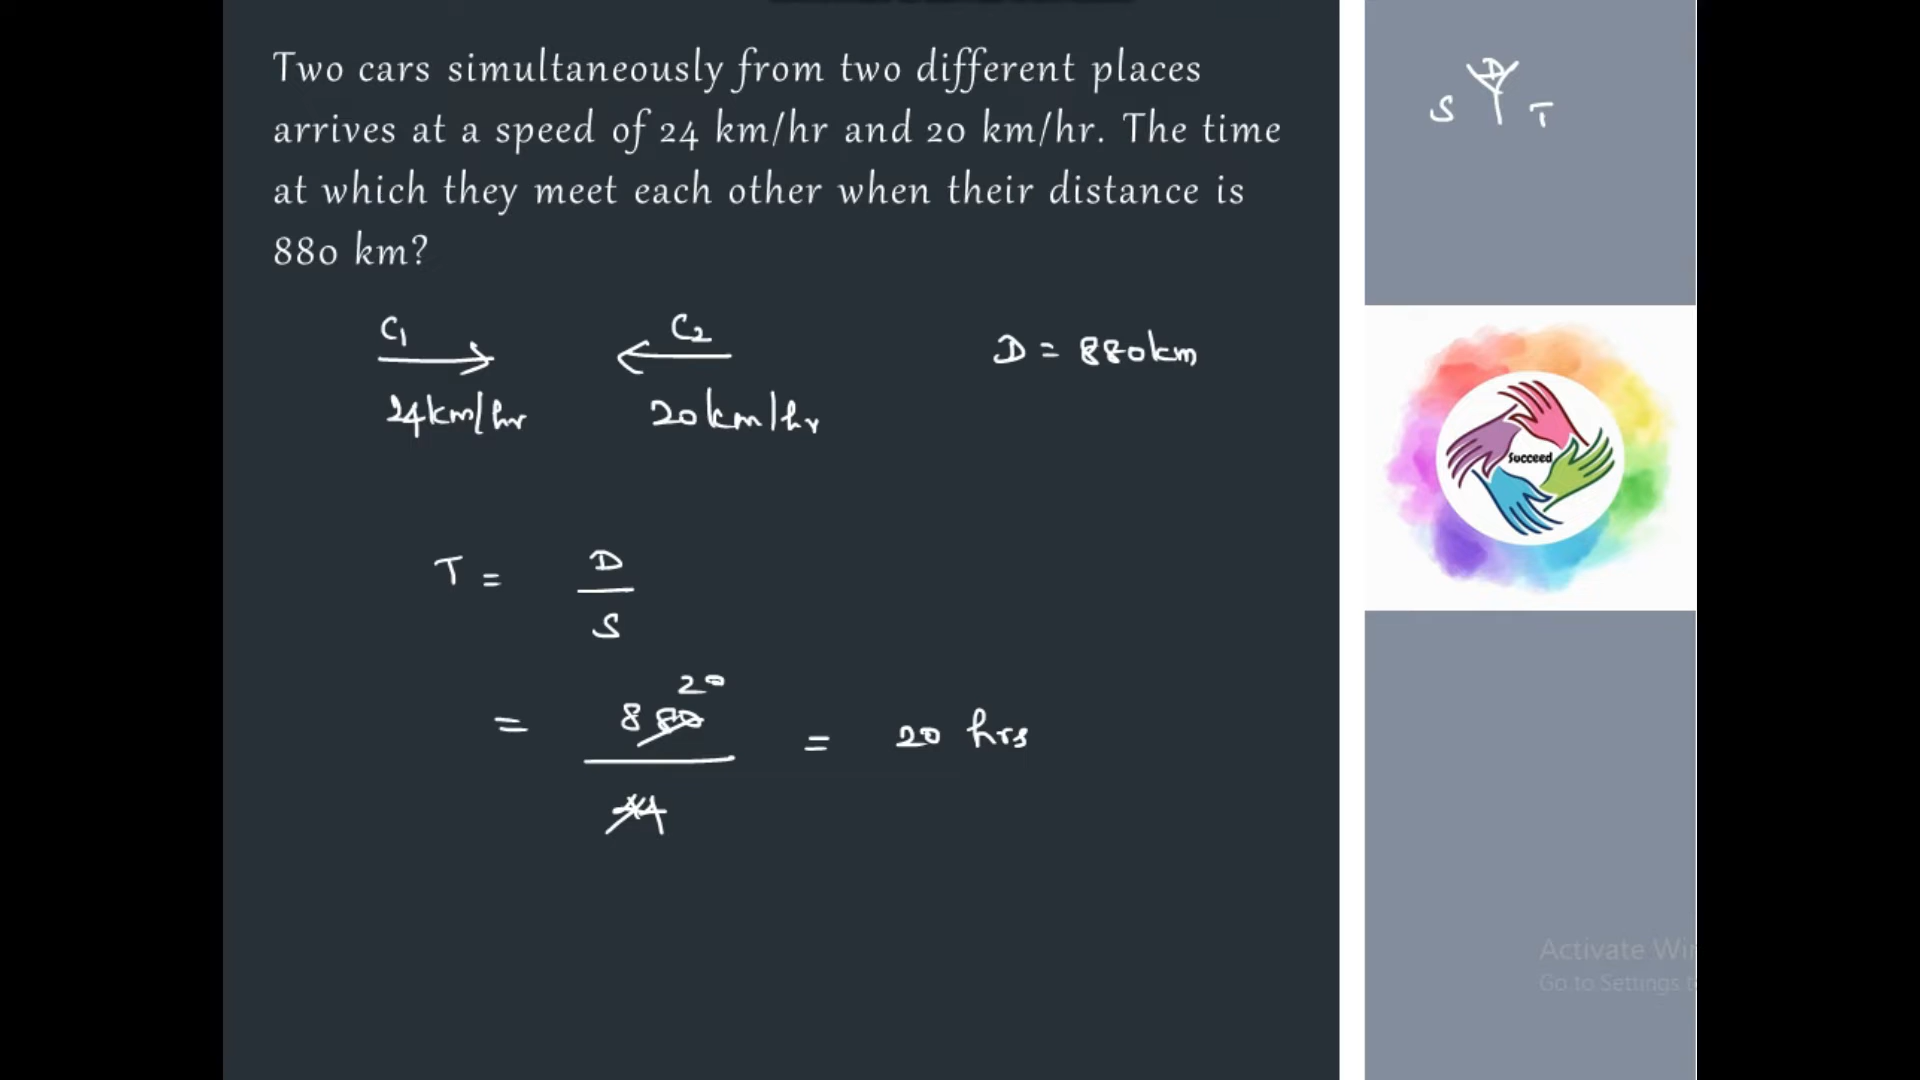 Two cars simultaneously from two different places
arrives at a speed of 24 km/hr and 20 km/hr. The time
at which they meet each other when their distance is
880 km?
D
S T
C1 C2
24km/hr 20km/hr
D = 880km
Succeed
T = D
S
20
= 880 = 20 hrs
44
Activate Win
Go to Settings t